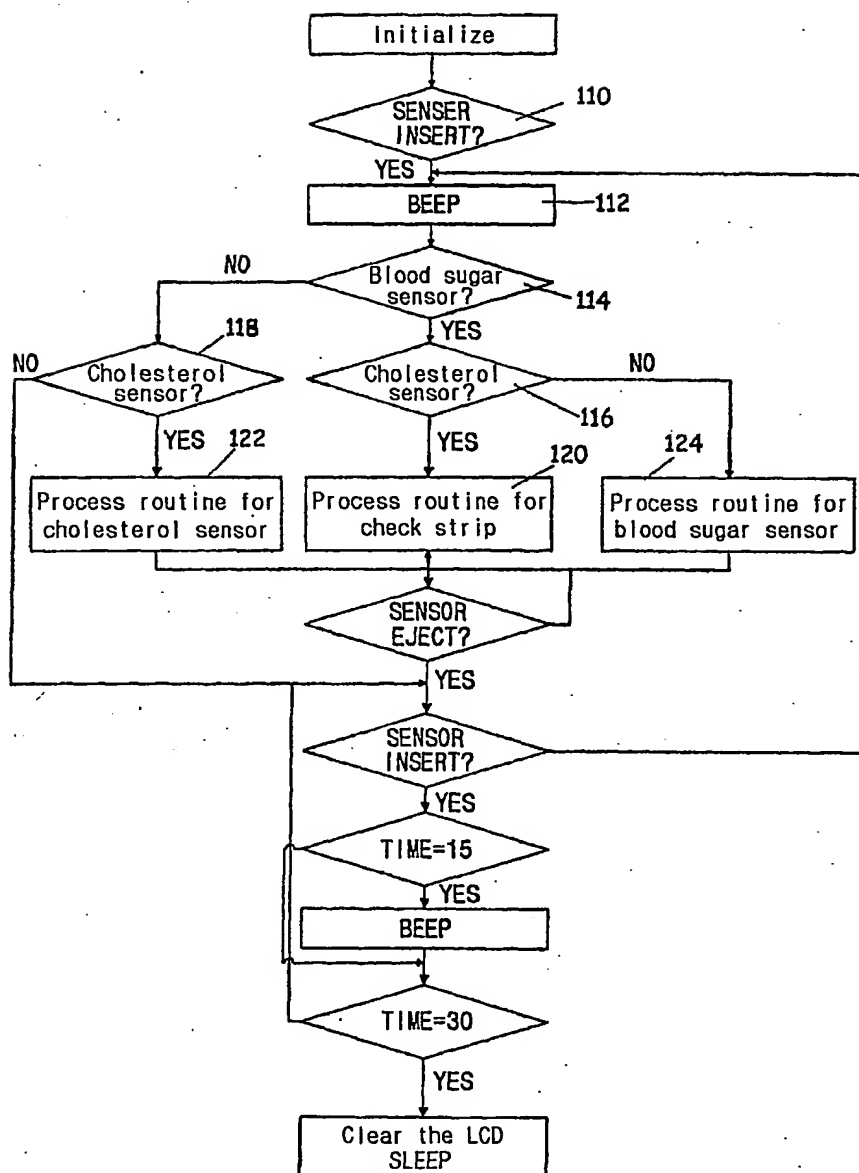 Initialize
SENSER
INSERT?
110
YES
BEEP
112
NO
Blood sugar
sensor?
114
YES
118
NO
Cholesterol
sensor?
Cholesterol
sensor?
116
NO
YES
122
YES
120
124
Process routine for
cholesterol sensor
Process routine for
check strip
Process routine for
blood sugar sensor
SENSOR
EJECT?
YES
SENSOR
INSERT?
YES
TIME=15
YES
BEEP
TIME=30
YES
Clear the LCD
SLEEP